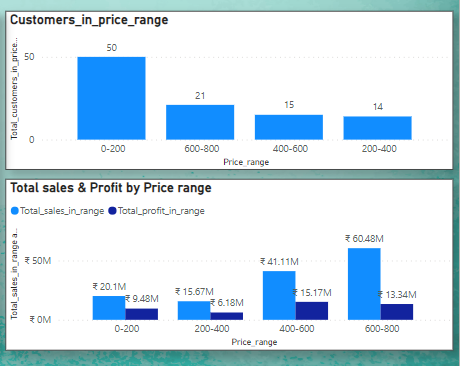 Customers_in_price_range
Total_customers_in_price...
50
0
50
21
15
14
0-200
600-800
400-600
200-400
Price_range
Total sales & Profit by Price range
Total_sales_in_range Total_profit_in_range
Total_sales_in_range a...
₹ 50M
₹ 0M
₹ 20.1M
₹ 9.48M
₹ 15.67M
₹ 6.18M
₹ 41.11M
₹ 15.17M
₹ 60.48M
₹ 13.34M
0-200
200-400
400-600
600-800
Price_range